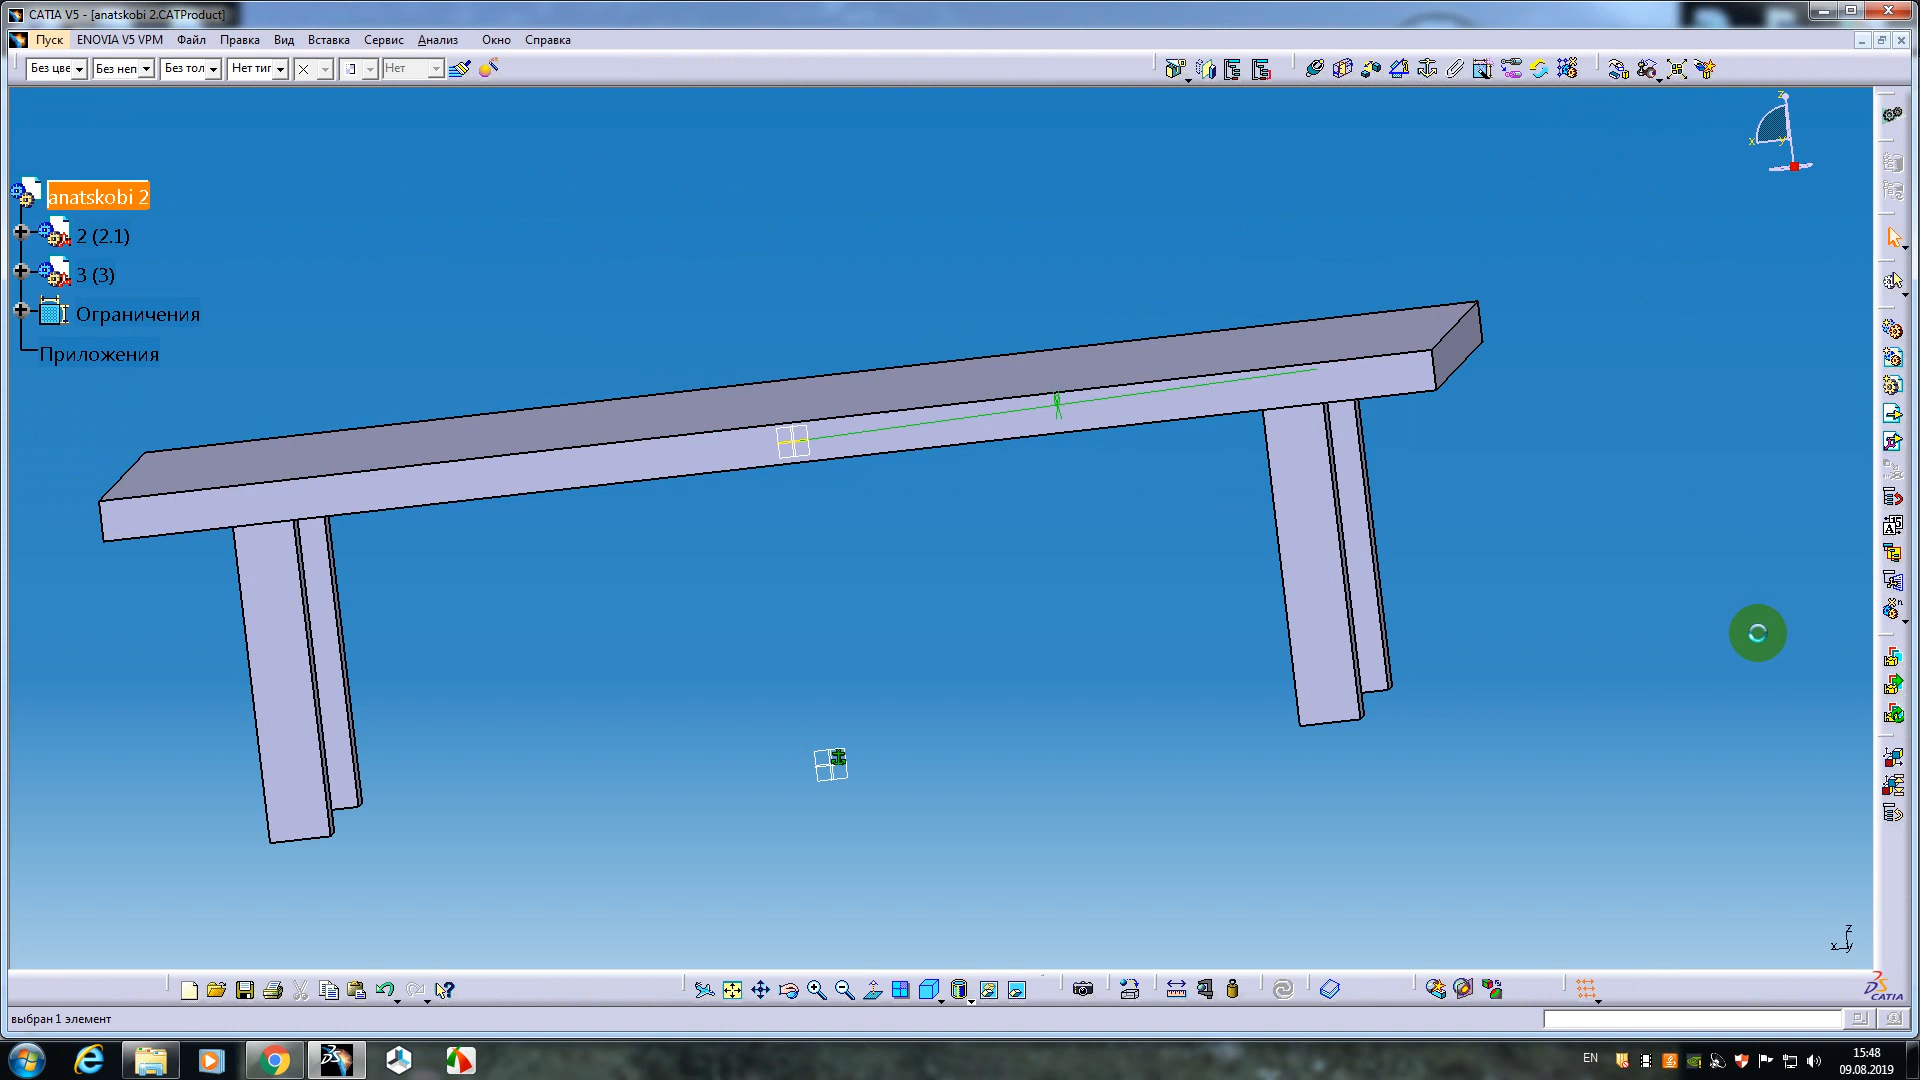 CATIA V5 - [anatskobi 2.CATProduct]
Пуск ENOVIA V5 VPM Файл Правка Вид Вставка Сервис Анализ Окно Справка
Без цве Без неп Без тол Нет тиг Нет
z
x y
anatskobi 2
2 (2.1)
3 (3)
Ограничения
Приложения
z
x y
CATIA
выбран 1 элемент
EN
15:48
09.08.2019